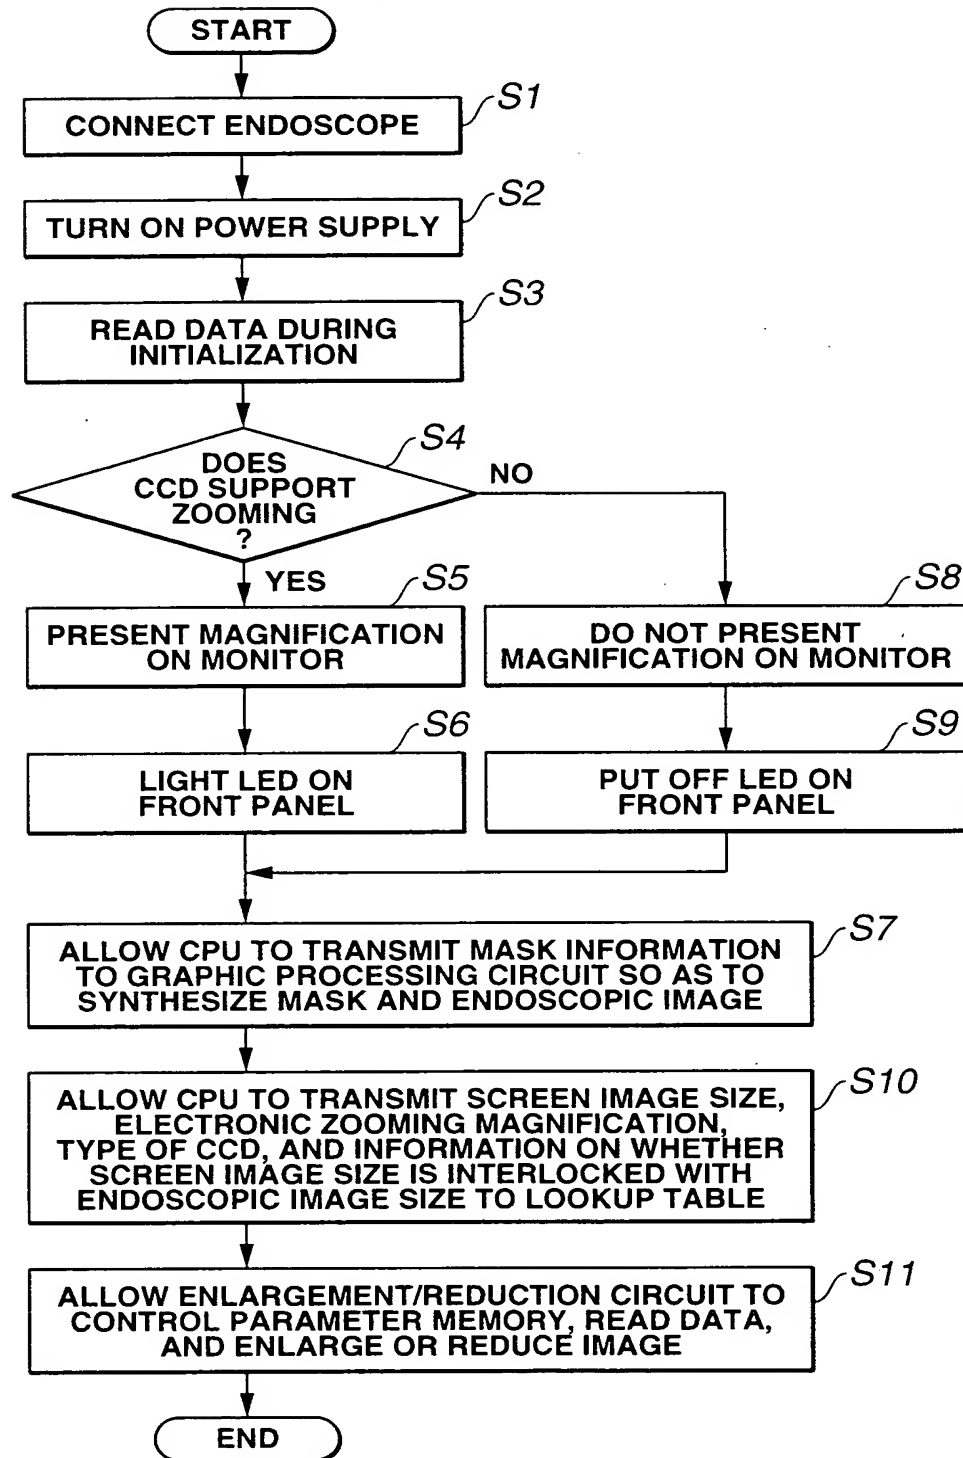 START
S1
CONNECT ENDOSCOPE
S2
TURN ON POWER SUPPLY
S3
READ DATA DURING
INITIALIZATION
S4
DOES
CCD SUPPORT
ZOOMING
?
NO
YES
S5
PRESENT MAGNIFICATION
ON MONITOR
S8
DO NOT PRESENT
MAGNIFICATION ON MONITOR
S6
LIGHT LED ON
FRONT PANEL
S9
PUT OFF LED ON
FRONT PANEL
S7
ALLOW CPU TO TRANSMIT MASK INFORMATION
TO GRAPHIC PROCESSING CIRCUIT SO AS TO
SYNTHESIZE MASK AND ENDOSCOPIC IMAGE
S10
ALLOW CPU TO TRANSMIT SCREEN IMAGE SIZE,
ELECTRONIC ZOOMING MAGNIFICATION,
TYPE OF CCD, AND INFORMATION ON WHETHER
SCREEN IMAGE SIZE IS INTERLOCKED WITH
ENDOSCOPIC IMAGE SIZE TO LOOKUP TABLE
S11
ALLOW ENLARGEMENT/REDUCTION CIRCUIT TO
CONTROL PARAMETER MEMORY, READ DATA,
AND ENLARGE OR REDUCE IMAGE
END